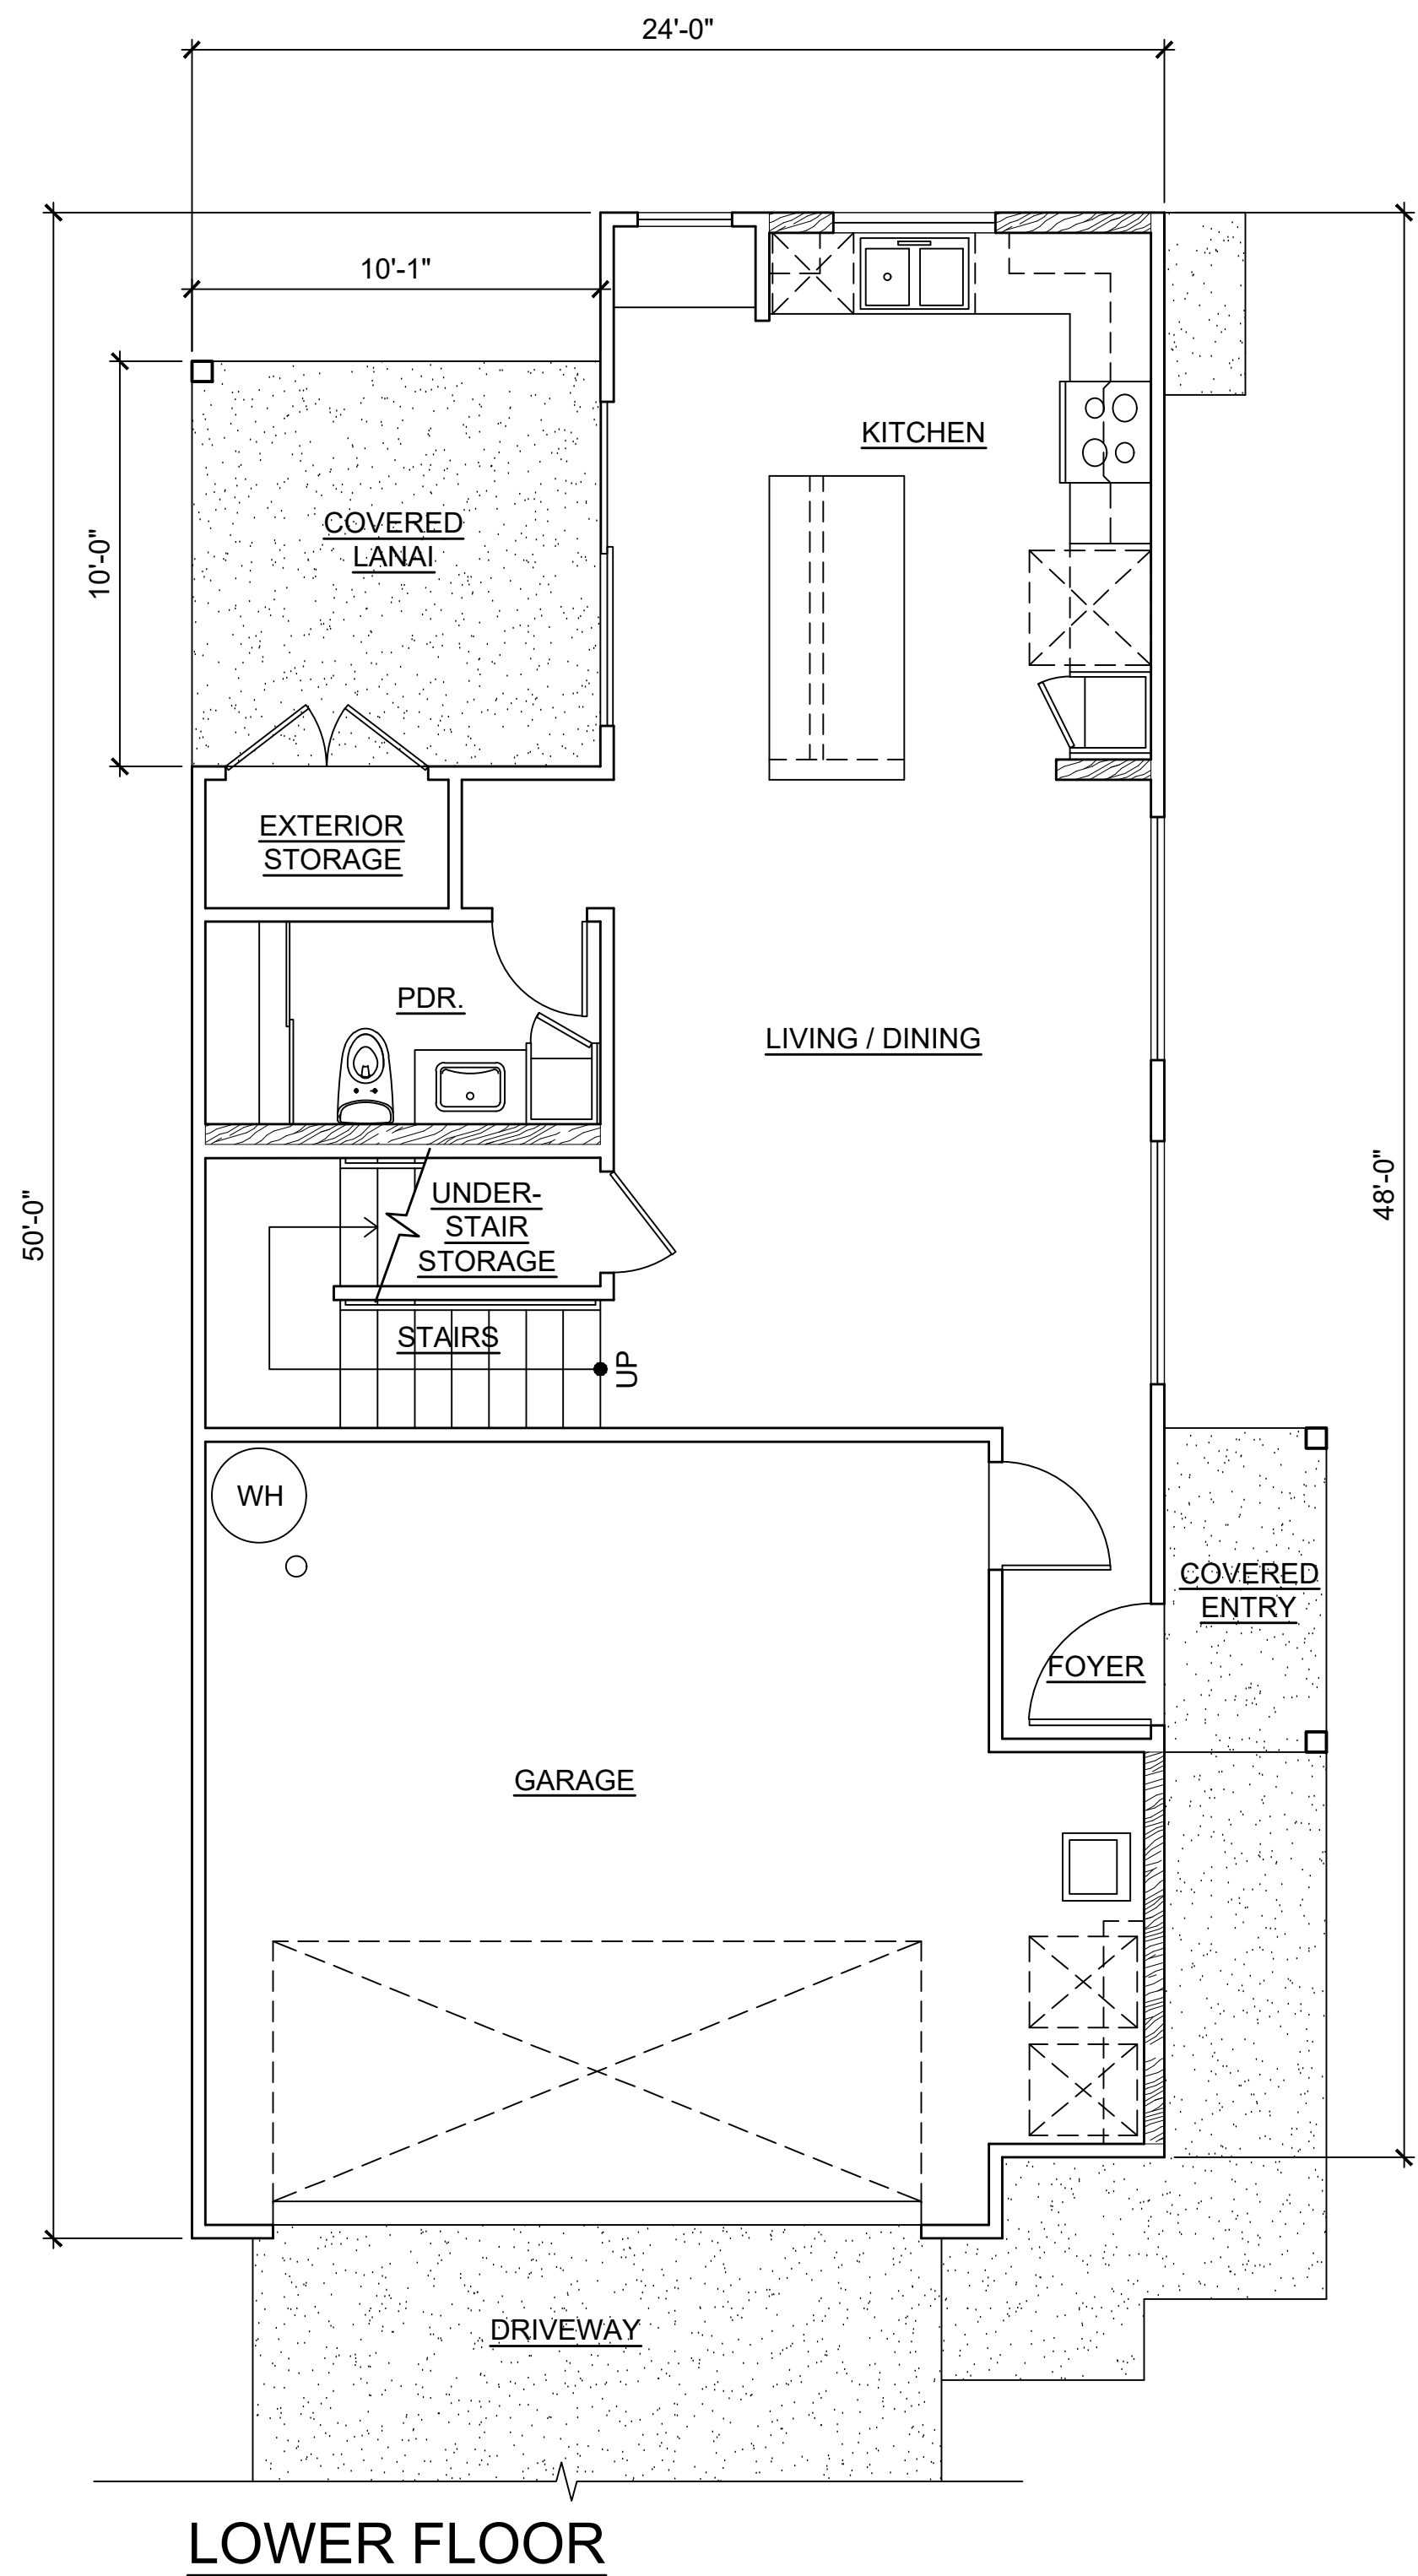 24'-0"
10'-1"
KITCHEN
COVERED
LANAI
10'-0"
EXTERIOR
STORAGE
PDR.
LIVING / DINING
50'-0"
48'-0"
UNDER-
STAIR
STORAGE
STAIRS
UP
WH
COVERED
ENTRY
FOYER
GARAGE
DRIVEWAY
LOWER FLOOR